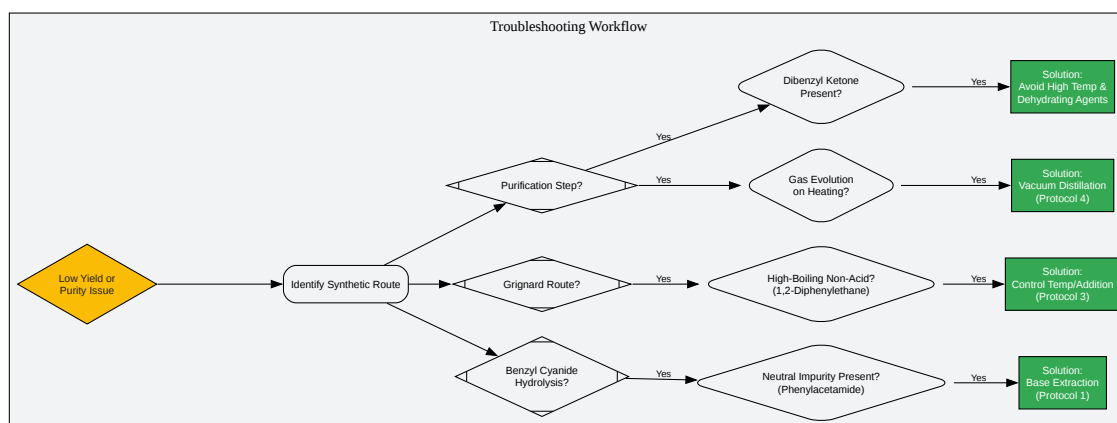 Troubleshooting Workflow
Dibenzyl Ketone
Present?
Yes
Solution:
Avoid High Temp &
Dehydrating Agents
Yes
Purification Step?
Yes
Gas Evolution
on Heating?
Yes
Solution:
Vacuum Distillation
(Protocol 4)
Low Yield or
Purity Issue
Identify Synthetic Route
Grignard Route?
Yes
High-Boiling Non-Acid?
(1,2-Diphenylethane)
Yes
Solution:
Control Temp/Addition
(Protocol 3)
Benzyl Cyanide
Hydrolysis?
Yes
Neutral Impurity Present?
(Phenylacetamide)
Yes
Solution:
Base Extraction
(Protocol 1)